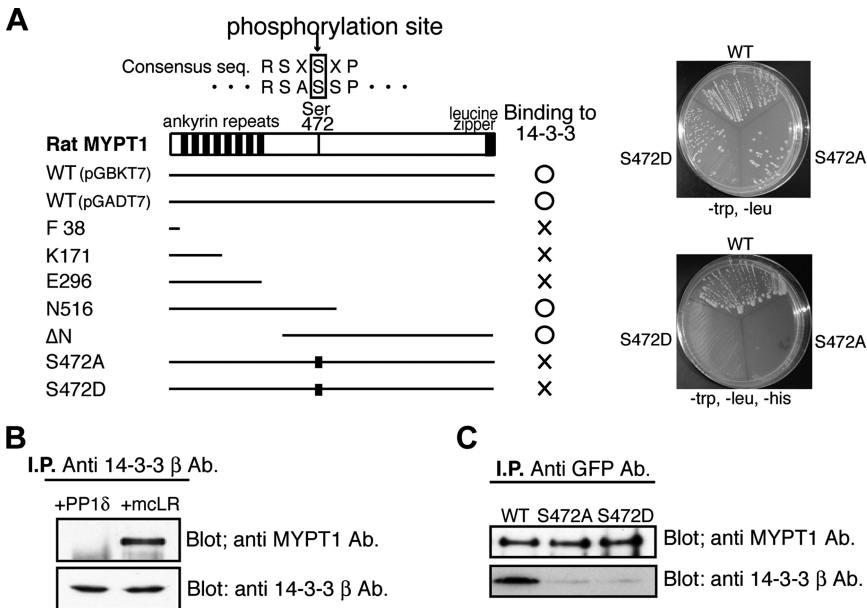 A
phosphorylation site
Consensus seq. R S X S X P
· · · R S A S S P · · ·
Ser
472
ankyrin repeats
leucine
zipper
Binding to
14-3-3
Rat MYPT1
WT (pGBKT7) O
WT (pGADT7) O
F 38 X
K171 X
E296 X
N516 O
ΔN O
S472A X
S472D X
WT
S472D
S472A
-trp, -leu
WT
S472D
S472A
-trp, -leu, -his
B
I.P. Anti 14-3-3 β Ab.
+PP1δ +mcLR
Blot; anti MYPT1 Ab.
Blot: anti 14-3-3 β Ab.
C
I.P. Anti GFP Ab.
WT S472A S472D
Blot; anti MYPT1 Ab.
Blot: anti 14-3-3 β Ab.